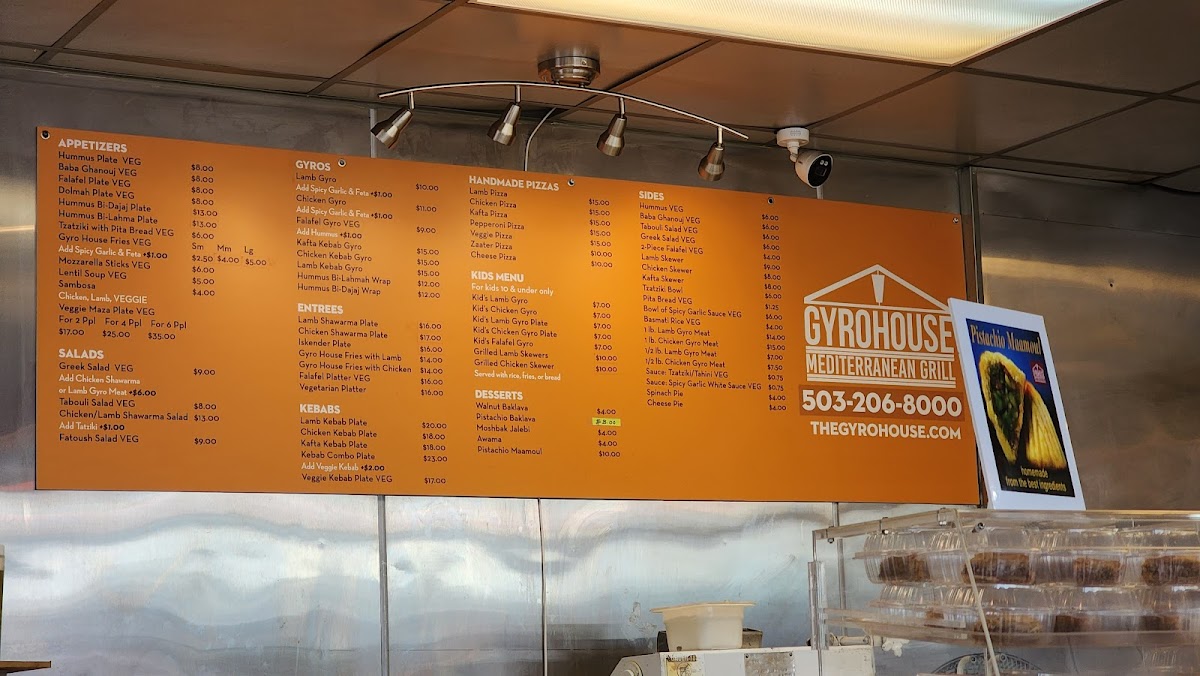 APPETIZERS
Hummus Plate VEG $8.00
Baba Ghanouj VEG $8.00
Falafel Plate VEG $8.00
Dolmah Plate VEG $8.00
Hummus Bi-Dajaj Plate $13.00
Hummus Bi-Lahma Plate $13.00
Tzatziki with Pita Bread VEG $6.00
Gyro House Fries VEG Sm Mm Lg
Add Spicy Garlic & Feta +$1.00 $2.50 $4.00 $5.00
Mozzarella Sticks VEG $6.00
Lentil Soup VEG $5.00
Sambosa $4.00
Chicken, Lamb, VEGGIE
Veggie Maza Plate VEG
For 2 Ppl For 4 Ppl For 6 Ppl
$17.00 $25.00 $35.00
SALADS
Greek Salad VEG $9.00
Add Chicken Shawarma
or Lamb Gyro Meat +$6.00
Tabouli Salad VEG $8.00
Chicken/Lamb Shawarma Salad $13.00
Add Tatziki +$1.00
Fatoush Salad VEG $9.00
GYROS
Lamb Gyro $10.00
Add Spicy Garlic & Feta +$1.00
Chicken Gyro $11.00
Add Spicy Garlic & Feta +$1.00
Falafel Gyro VEG $9.00
Add Hummus +$1.00
Kafta Kebab Gyro $15.00
Chicken Kebab Gyro $15.00
Lamb Kebab Gyro $15.00
Hummus Bi-Lahmah Wrap $12.00
Hummus Bi-Dajaj Wrap $12.00
ENTREES
Lamb Shawarma Plate $16.00
Chicken Shawarma Plate $17.00
Iskender Plate $16.00
Gyro House Fries with Lamb $14.00
Gyro House Fries with Chicken $14.00
Falafel Platter VEG $16.00
Vegetarian Platter $16.00
KEBABS
Lamb Kebab Plate $20.00
Chicken Kebab Plate $18.00
Kafta Kebab Plate $18.00
Kebab Combo Plate $23.00
Add Veggie Kebab +$2.00
Veggie Kebab Plate VEG $17.00
HANDMADE PIZZAS
Lamb Pizza $15.00
Chicken Pizza $15.00
Kafta Pizza $15.00
Pepperoni Pizza $15.00
Veggie Pizza $15.00
Zaater Pizza $10.00
Cheese Pizza $10.00
KIDS MENU
For kids 10 & under only
Kid's Lamb Gyro $7.00
Kid's Chicken Gyro $7.00
Kid's Lamb Gyro Plate $7.00
Kid's Chicken Gyro Plate $7.00
Kid's Falafel Gyro $7.00
Grilled Lamb Skewers $10.00
Grilled Chicken Skewer $10.00
Served with rice, fries, or bread
DESSERTS
Walnut Baklava $4.00
Pistachio Baklava
Moshbak Jalebi $4.00
Awama $4.00
Pistachio Maamoul $10.00
SIDES
Hummus VEG $6.00
Baba Ghanouj VEG $6.00
Tabouli Salad VEG $6.00
Greek Salad VEG $6.00
2-Piece Falafel VEG $4.00
Lamb Skewer $9.00
Chicken Skewer $8.00
Kafta Skewer $8.00
Tzatziki Bowl $6.00
Pita Bread VEG $1.25
Bowl of Spicy Garlic Sauce VEG $6.00
Basmati Rice VEG $4.00
1 lb. Lamb Gyro Meat $14.00
1 lb. Chicken Gyro Meat $15.00
1/2 lb. Lamb Gyro Meat $7.00
1/2 lb. Chicken Gyro Meat $7.50
Sauce: Tzatziki/Tahini VEG $0.75
Sauce: Spicy Garlic White Sauce VEG $0.75
Spinach Pie $4.00
Cheese Pie $4.00
GYROHOUSE
MEDITERRANEAN GRILL
503-206-8000
THEGYROHOUSE.COM
Pistachio Maamoul
homemade
from the best ingredients